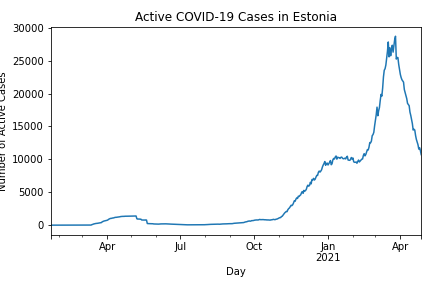 Active COVID-19 Cases in Estonia
Number of Active Cases
30000
25000
20000
15000
10000
5000
0
Apr
Jul
Oct
Jan
2021
Apr
Day